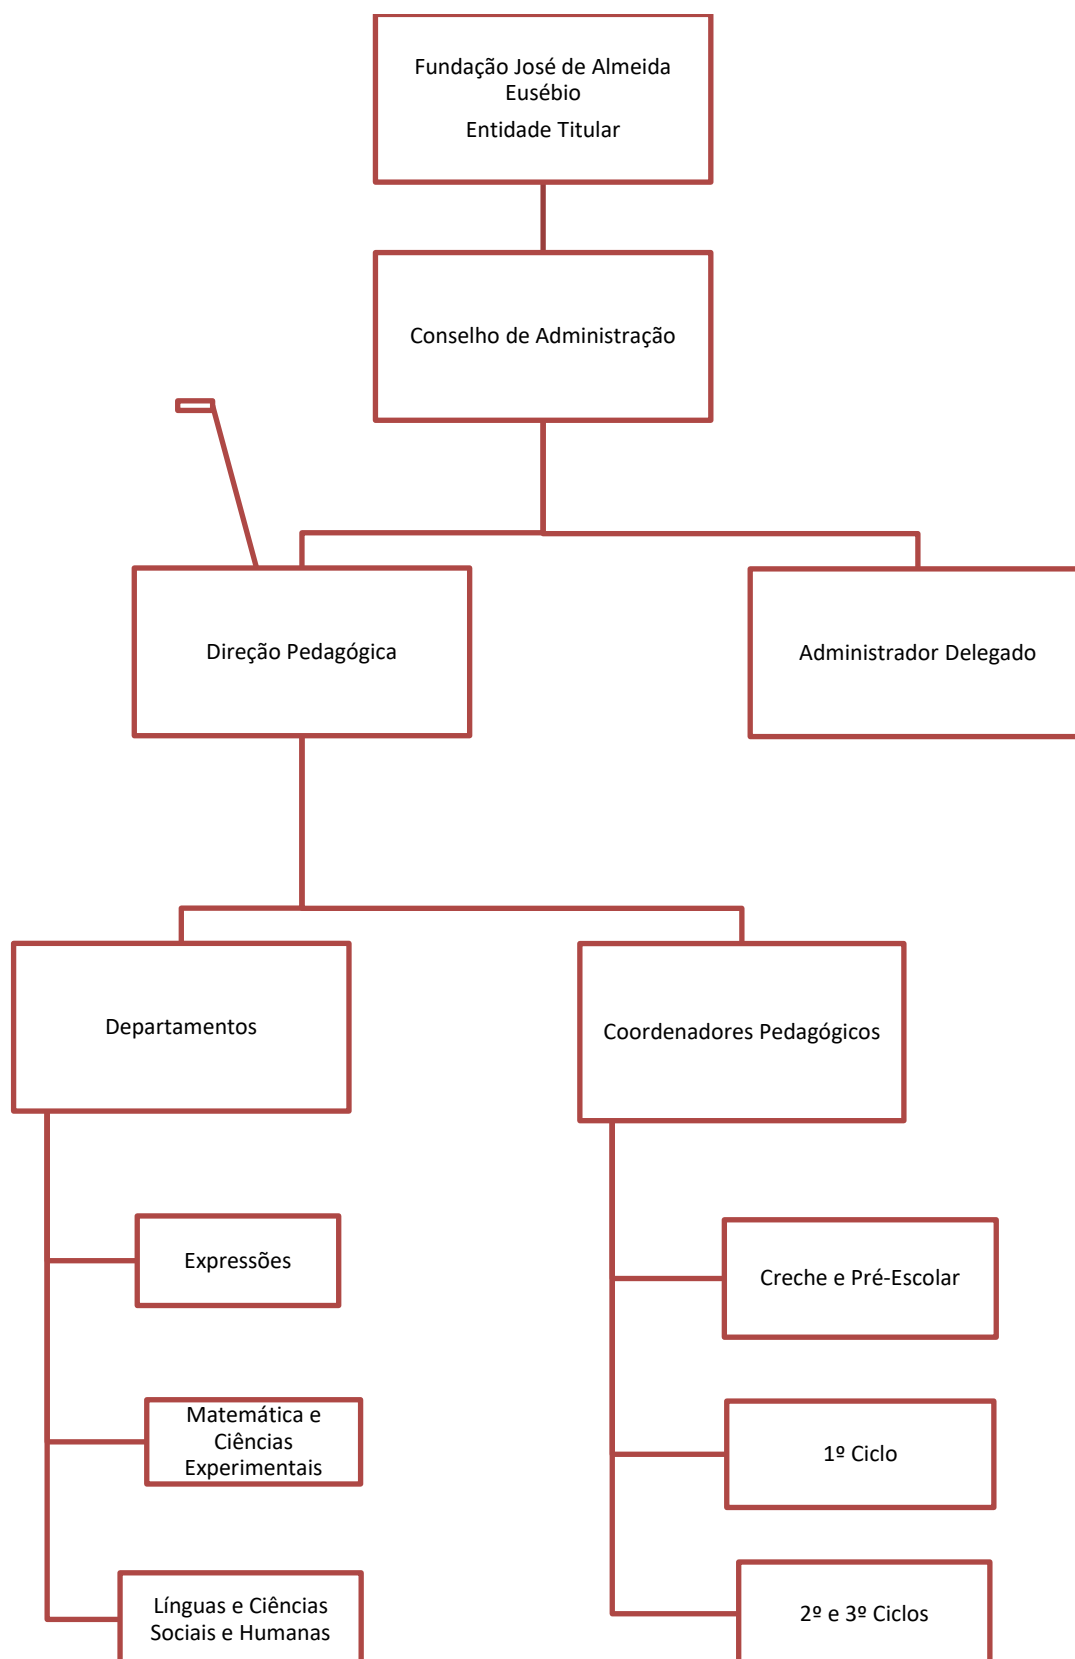 Fundação José de Almeida
Eusébio
Entidade Titular
Conselho de Administração
Direção Pedagógica
Administrador Delegado
Departamentos
Coordenadores Pedagógicos
Expressões
Creche e Pré-Escolar
Matemática e
Ciências
Experimentais
1º Ciclo
Línguas e Ciências
Sociais e Humanas
2º e 3º Ciclos